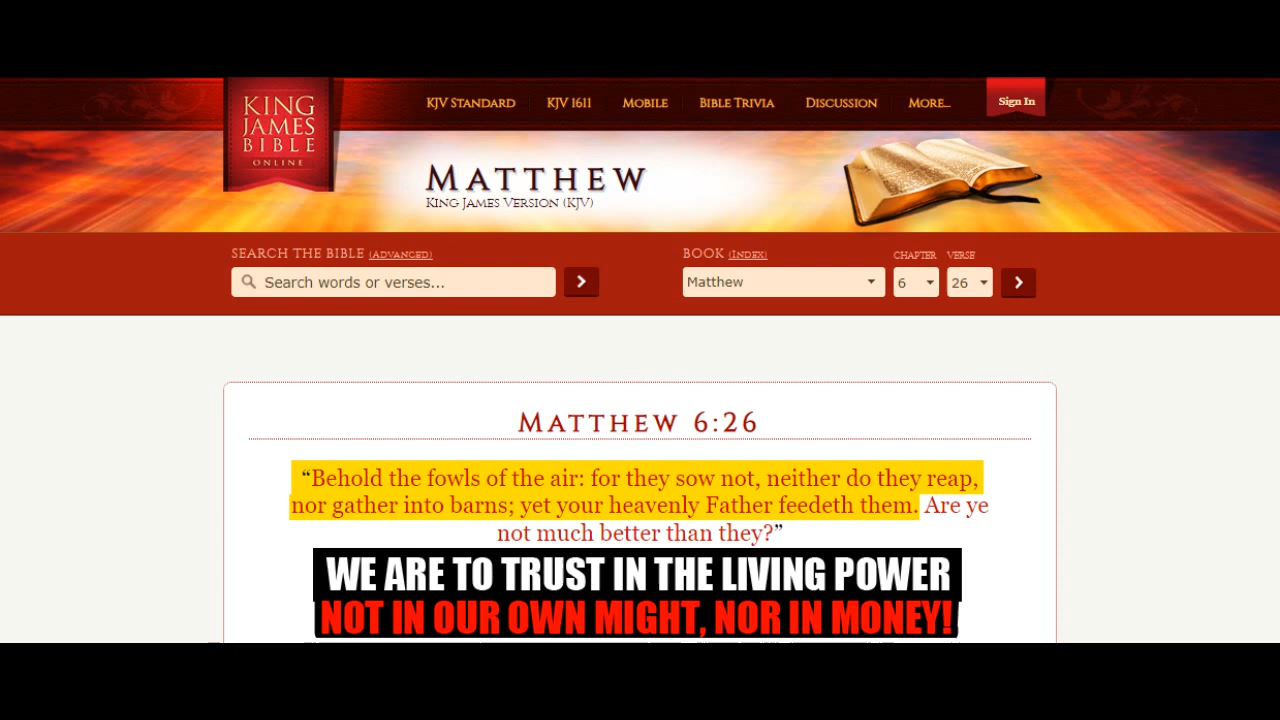 KING
JAMES
BIBLE
ONLINE
KJV STANDARD KJV 1611 MOBILE BIBLE TRIVIA DISCUSSION MORE... Sign In
MATTHEW
KING JAMES VERSION (KJV)
SEARCH THE BIBLE (ADVANCED) BOOK (INDEX) CHAPTER VERSE
Search words or verses... Matthew 6 26
MATTHEW 6:26
“Behold the fowls of the air: for they sow not, neither do they reap,
nor gather into barns; yet your heavenly Father feedeth them. Are ye
not much better than they?”
WE ARE TO TRUST IN THE LIVING POWER
NOT IN OUR OWN MIGHT, NOR IN MONEY!